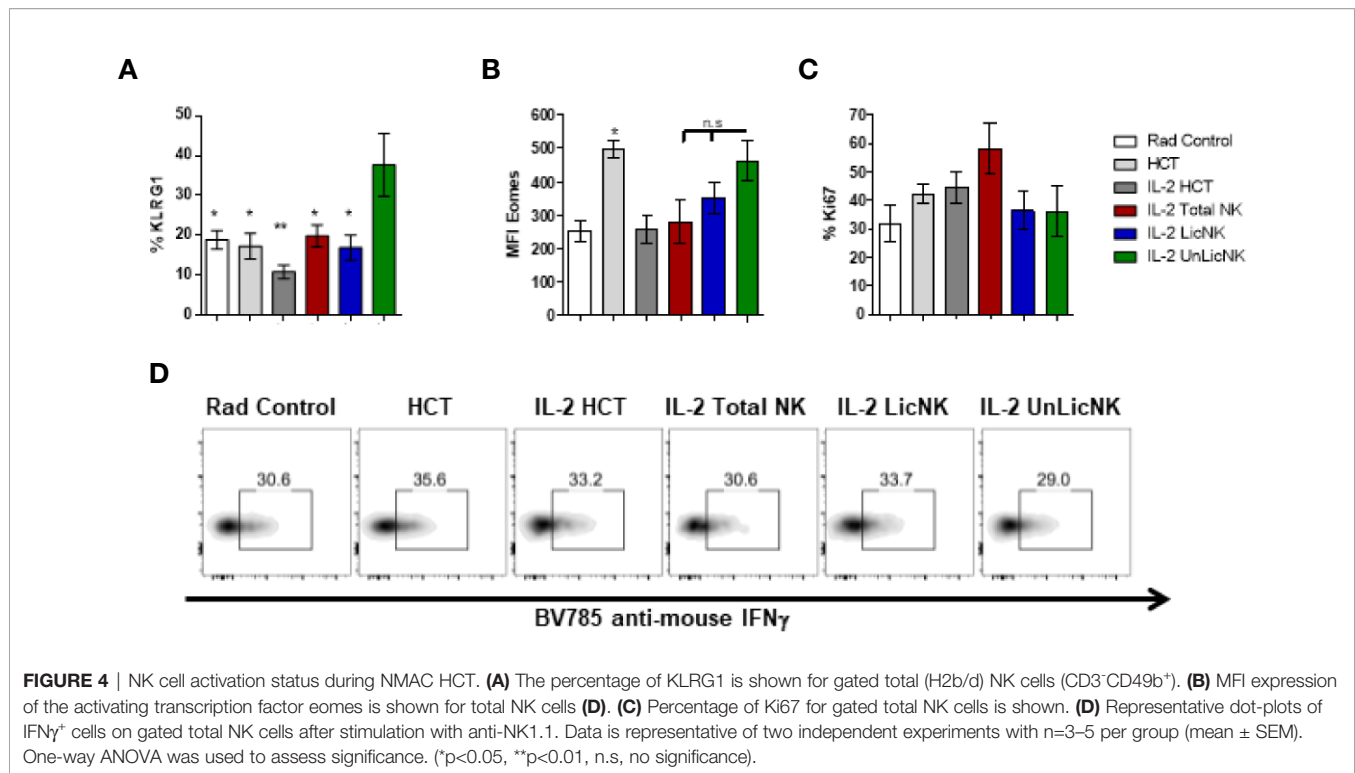 A
B
C
% KLRG1
50
40
30
20
10
0
* * ** * *
MFI Eomes
600
500
400
300
200
100
0
*
n.s
% Ki67
70
60
50
40
30
20
10
0
Rad Control
HCT
IL-2 HCT
IL-2 Total NK
IL-2 LicNK
IL-2 UnLicNK
D
Rad Control HCT IL-2 HCT IL-2 Total NK IL-2 LicNK IL-2 UnLicNK
30.6 35.6 33.2 30.6 33.7 29.0
BV785 anti-mouse IFNγ
FIGURE 4 | NK cell activation status during NMAC HCT. (A) The percentage of KLRG1 is shown for gated total (H2b/d) NK cells (CD3⁻CD49b⁺). (B) MFI expression
of the activating transcription factor eomes is shown for total NK cells (D). (C) Percentage of Ki67 for gated total NK cells is shown. (D) Representative dot-plots of
IFNγ⁺ cells on gated total NK cells after stimulation with anti-NK1.1. Data is representative of two independent experiments with n=3–5 per group (mean ± SEM).
One-way ANOVA was used to assess significance. (*p<0.05, **p<0.01, n.s, no significance).